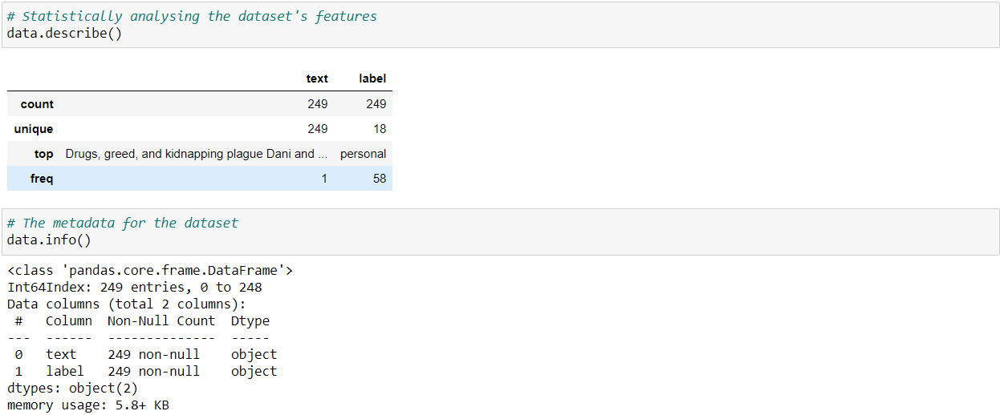 # Statistically analysing the dataset's features
data.describe()
text label
count 249 249
unique 249 18
top Drugs, greed, and kidnapping plague Dani and ... personal
freq 1 58
# The metadata for the dataset
data.info()
<class 'pandas.core.frame.DataFrame'>
Int64Index: 249 entries, 0 to 248
Data columns (total 2 columns):
 #   Column  Non-Null Count  Dtype
---  ------  --------------  -----
 0   text    249 non-null    object
 1   label   249 non-null    object
dtypes: object(2)
memory usage: 5.8+ KB